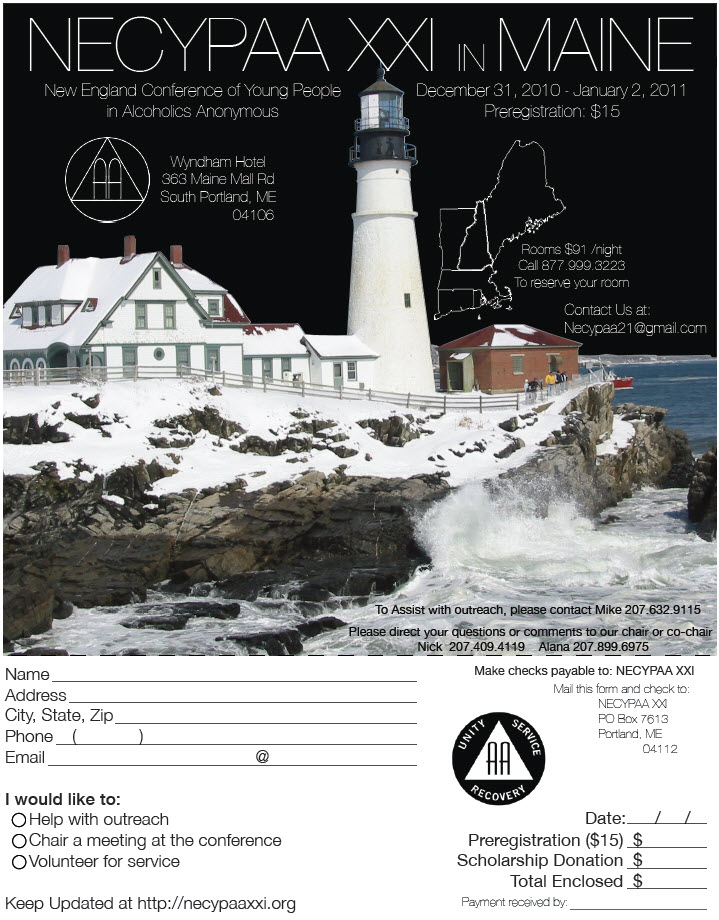 NECYPAA XXI IN MAINE
New England Conference of Young People
in Alcoholics Anonymous
December 31, 2010 - January 2, 2011
Preregistration: $15
AA
Wyndham Hotel
363 Maine Mall Rd
South Portland, ME
04106
Rooms $91 /night
Call 877.999.3223
To reserve your room
Contact Us at:
Necypaa21@gmail.com
To Assist with outreach, please contact Mike 207.632.9115
Please direct your questions or comments to our chair or co-chair
Nick 207.409.4119 Alana 207.899.6975
Name
Address
City, State, Zip
Phone ( )
Email @
I would like to:
Help with outreach
Chair a meeting at the conference
Volunteer for service
Keep Updated at http://necypaaxxi.org
Make checks payable to: NECYPAA XXI
Mail this form and check to:
NECYPAA XXI
PO Box 7613
Portland, ME
04112
UNITY SERVICE
AA
RECOVERY
Date: / /
Preregistration ($15) $
Scholarship Donation $
Total Enclosed $
Payment received by: